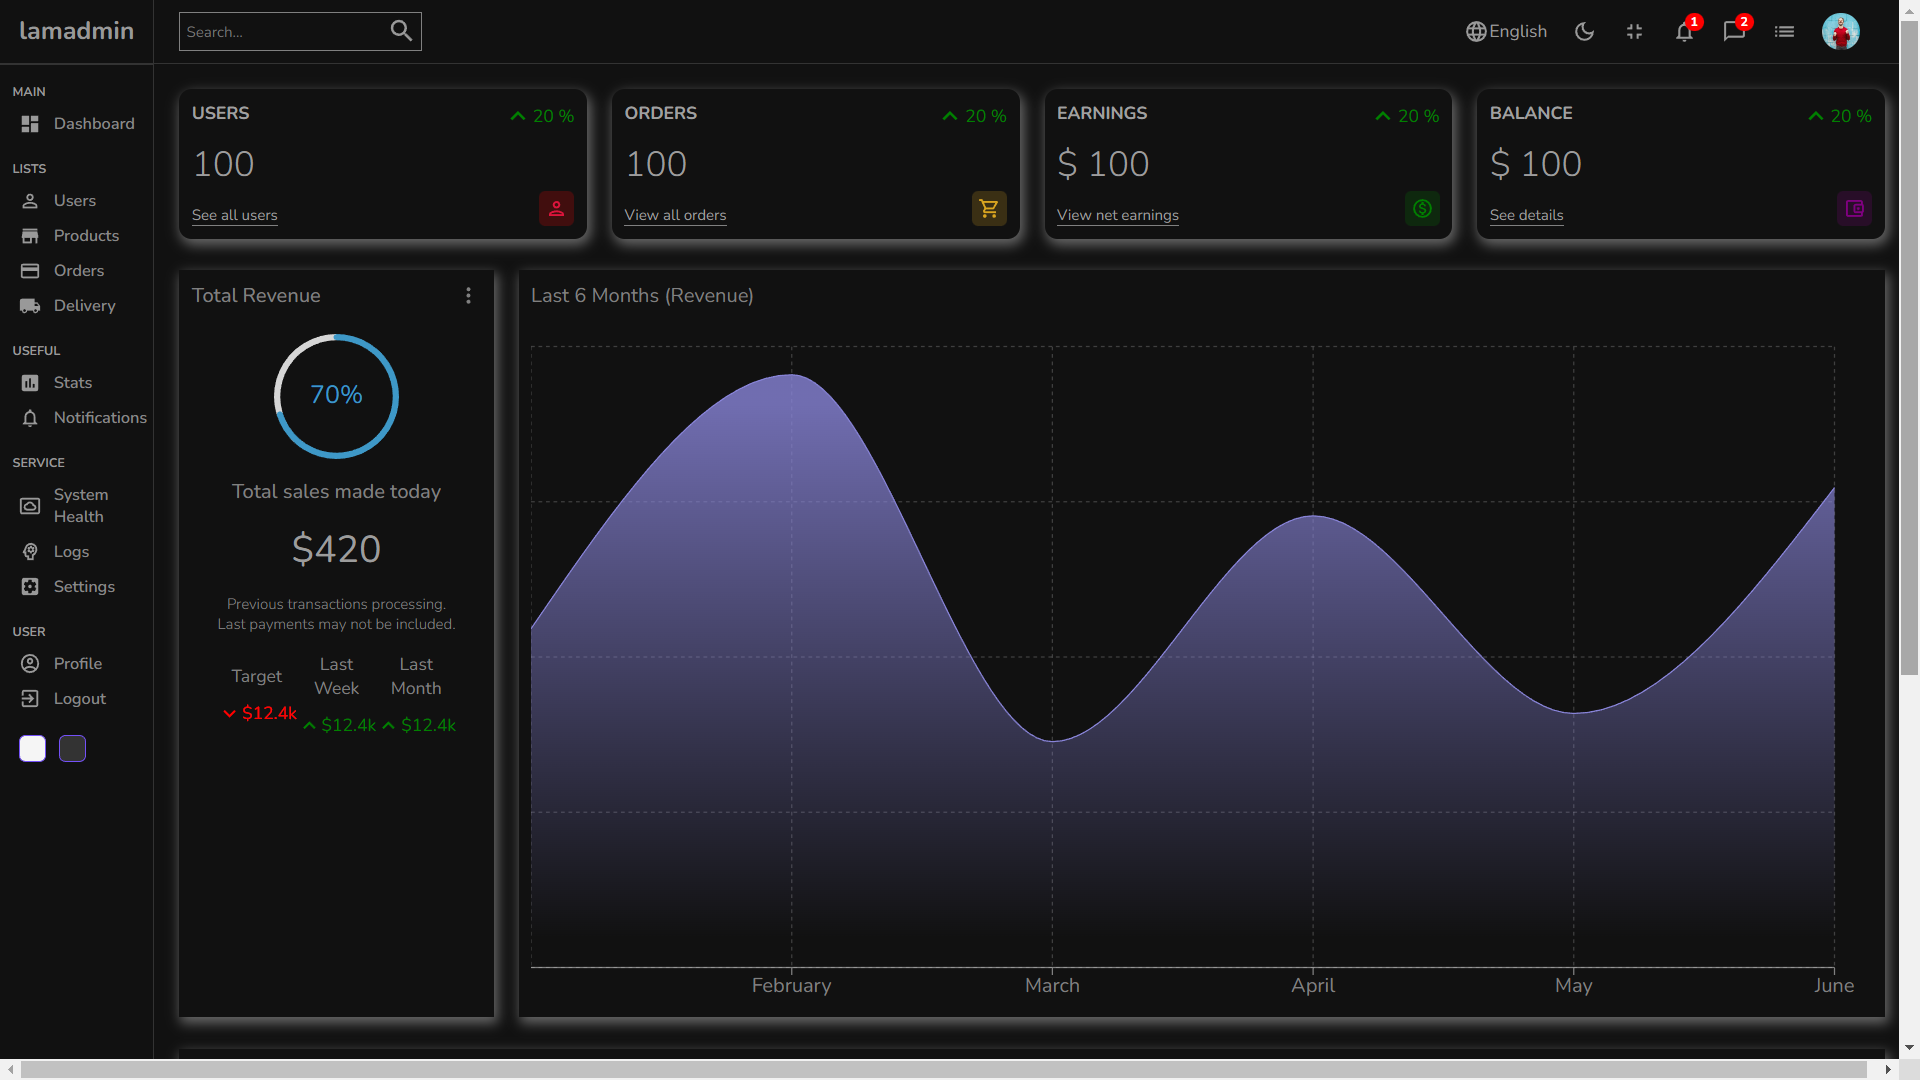 lamadmin
Search...
English
1
2
MAIN
Dashboard
LISTS
Users
Products
Orders
Delivery
USEFUL
Stats
Notifications
SERVICE
System
Health
Logs
Settings
USER
Profile
Logout
USERS
20 %
100
See all users
ORDERS
20 %
100
View all orders
EARNINGS
20 %
$ 100
View net earnings
BALANCE
20 %
$ 100
See details
Total Revenue
70%
Total sales made today
$420
Previous transactions processing.
Last payments may not be included.
Target
$12.4k
Last
Week
$12.4k
Last
Month
$12.4k
Last 6 Months (Revenue)
February
March
April
May
June